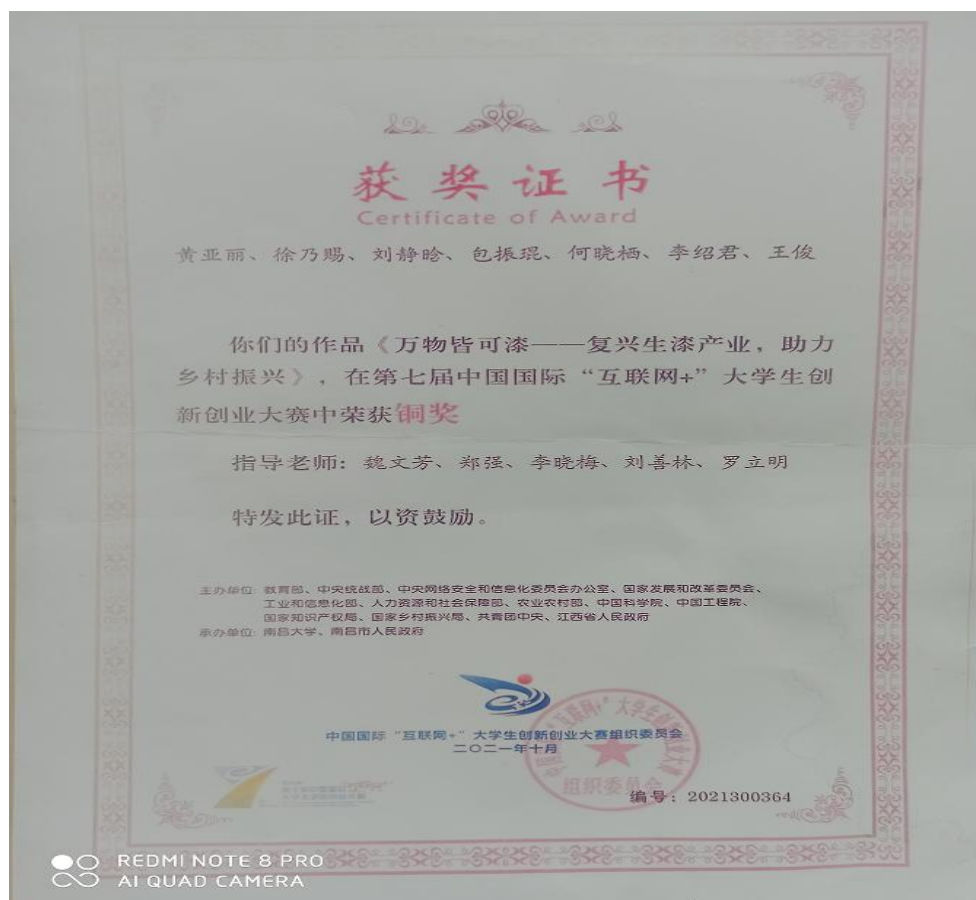 获奖证书
Certificate of Award
黄亚丽、徐乃赐、刘静晗、包振琨、何晓栖、李绍君、王俊
你们的作品《万物皆可漆——复兴生漆产业，助力
乡村振兴》，在第七届中国国际“互联网+”大学生创
新创业大赛中荣获铜奖
指导老师：魏文芳、郑强、李晓梅、刘善林、罗立明
特发此证，以资鼓励。
主办单位：教育部、中央统战部、中央网络安全和信息化委员会办公室、国家发展和改革委员会、
工业和信息化部、人力资源和社会保障部、农业农村部、中国科学院、中国工程院、
国家知识产权局、国家乡村振兴局、共青团中央、江西省人民政府
承办单位：南昌大学、南昌市人民政府
中国国际“互联网+”大学生创新创业大赛组织委员会
二〇二一年十月
组织委员会
编号：2021300364
REDMI NOTE 8 PRO
AI QUAD CAMERA